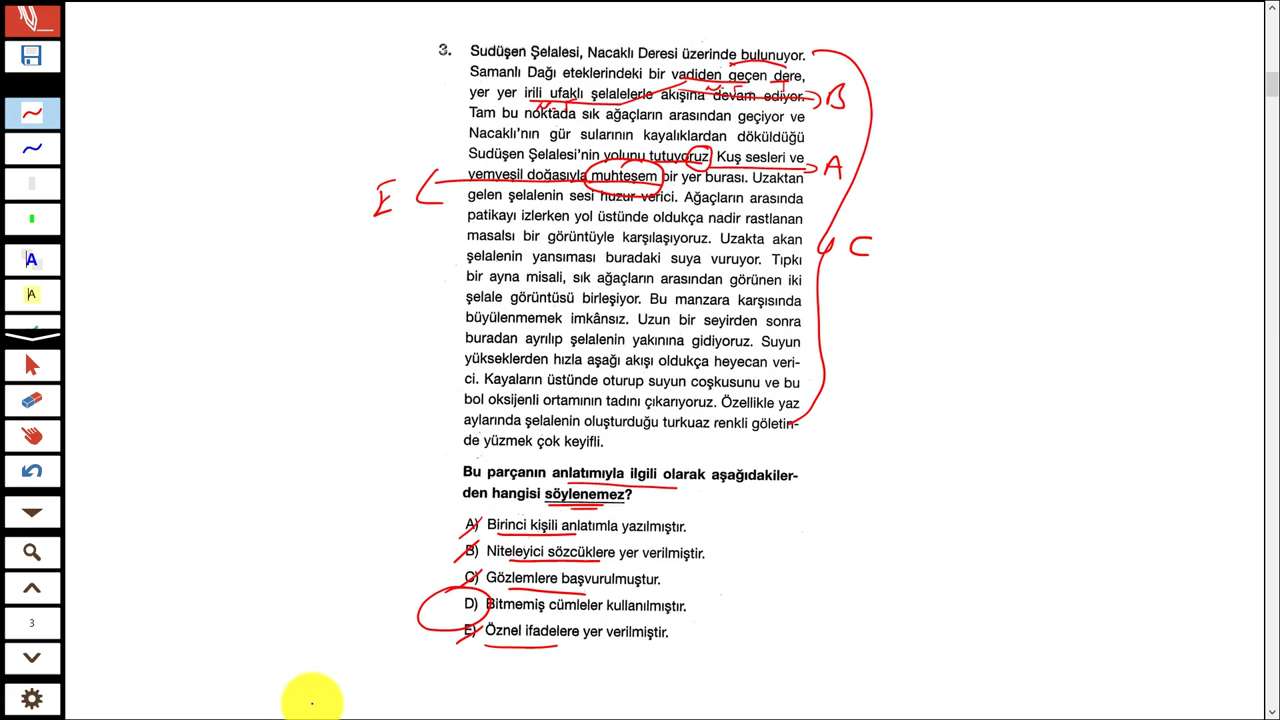 3. Sudüşen Şelalesi, Nacaklı Deresi üzerinde bulunuyor.
Samanlı Dağı eteklerindeki bir vadiden geçen dere,
yer yer irili ufaklı şelalelerle akışına devam ediyor.
Tam bu noktada sık ağaçların arasından geçiyor ve
Nacaklı'nın gür sularının kayalıklardan döküldüğü
Sudüşen Şelalesi'nin yolunu tutuyoruz. Kuş sesleri ve
yemyeşil doğasıyla muhteşem bir yer burası. Uzaktan
gelen şelalenin sesi huzur verici. Ağaçların arasında
patikayı izlerken yol üstünde oldukça nadir rastlanan
masalsı bir görüntüyle karşılaşıyoruz. Uzakta akan
şelalenin yansıması buradaki suya vuruyor. Tıpkı
bir ayna misali, sık ağaçların arasından görünen iki
şelale görüntüsü birleşiyor. Bu manzara karşısında
büyülenmemek imkânsız. Uzun bir seyirden sonra
buradan ayrılıp şelalenin yakınına gidiyoruz. Suyun
yükseklerden hızla aşağı akışı oldukça heyecan veri-
ci. Kayaların üstünde oturup suyun coşkusunu ve bu
bol oksijenli ortamının tadını çıkarıyoruz. Özellikle yaz
aylarında şelalenin oluşturduğu turkuaz renkli göletin-
de yüzmek çok keyifli.
B
A
E
C
Bu parçanın anlatımıyla ilgili olarak aşağıdakiler-
den hangisi söylenemez?
A) Birinci kişili anlatımla yazılmıştır.
B) Niteleyici sözcüklere yer verilmiştir.
C) Gözlemlere başvurulmuştur.
D) Bitmemiş cümleler kullanılmıştır.
E) Öznel ifadelere yer verilmiştir.
A
A
3